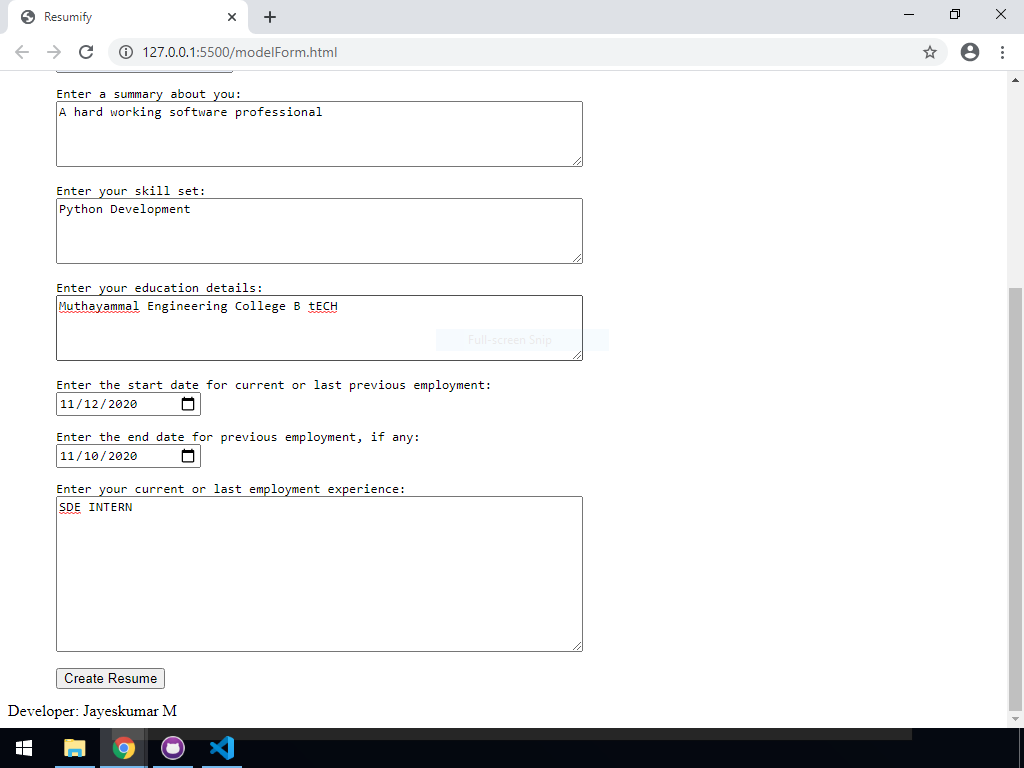 Resumify
127.0.0.1:5500/modelForm.html
Enter a summary about you:
A hard working software professional
Enter your skill set:
Python Development
Enter your education details:
Muthayammal Engineering College B tECH
Full-screen Snip
Enter the start date for current or last previous employment:
11/12/2020
Enter the end date for previous employment, if any:
11/10/2020
Enter your current or last employment experience:
SDE INTERN
Create Resume
Developer: Jayeskumar M